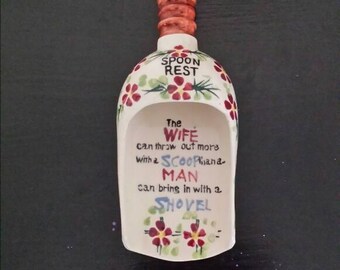 SPOON
REST
The
WIFE
can throw out more
with a SCOOP than a
MAN
can bring in with a
SHOVEL